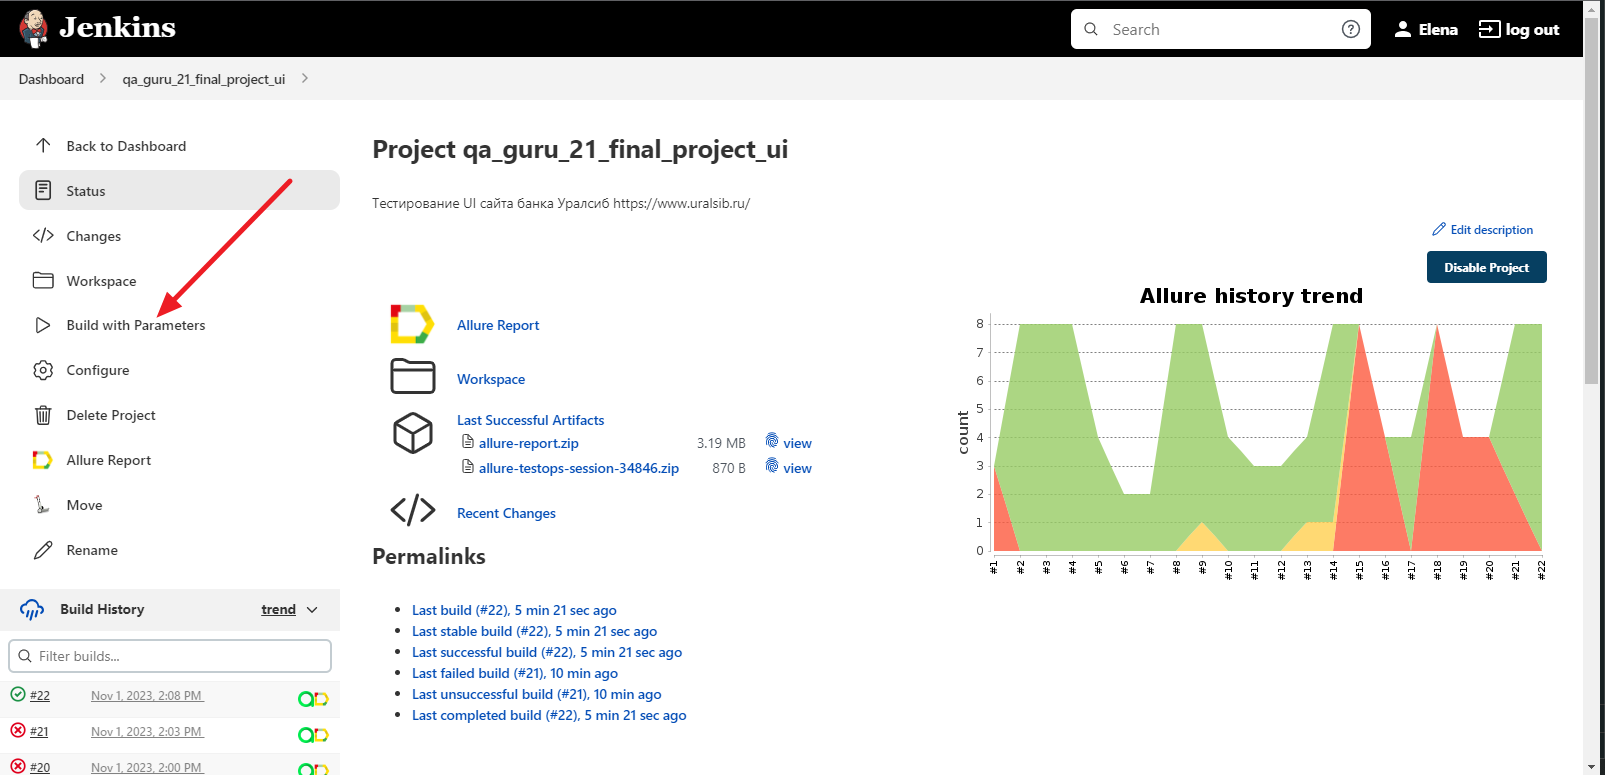 Jenkins
Search
Elena
log out
Dashboard
qa_guru_21_final_project_ui
Back to Dashboard
Status
Changes
Workspace
Build with Parameters
Configure
Delete Project
Allure Report
Move
Rename
Build History
trend
Filter builds...
#22 Nov 1, 2023, 2:08 PM
#21 Nov 1, 2023, 2:03 PM
#20 Nov 1, 2023, 2:00 PM
Project qa_guru_21_final_project_ui
Тестирование UI сайта банка Уралсиб https://www.uralsib.ru/
Edit description
Disable Project
Allure Report
Workspace
Last Successful Artifacts
allure-report.zip 3.19 MB view
allure-testops-session-34846.zip 870 B view
Recent Changes
Permalinks
Last build (#22), 5 min 21 sec ago
Last stable build (#22), 5 min 21 sec ago
Last successful build (#22), 5 min 21 sec ago
Last failed build (#21), 10 min ago
Last unsuccessful build (#21), 10 min ago
Last completed build (#22), 5 min 21 sec ago
Allure history trend
count
8
7
6
5
4
3
2
1
0
#1 #2 #3 #4 #5 #6 #7 #8 #9 #10 #11 #12 #13 #14 #15 #16 #17 #18 #19 #20 #21 #22